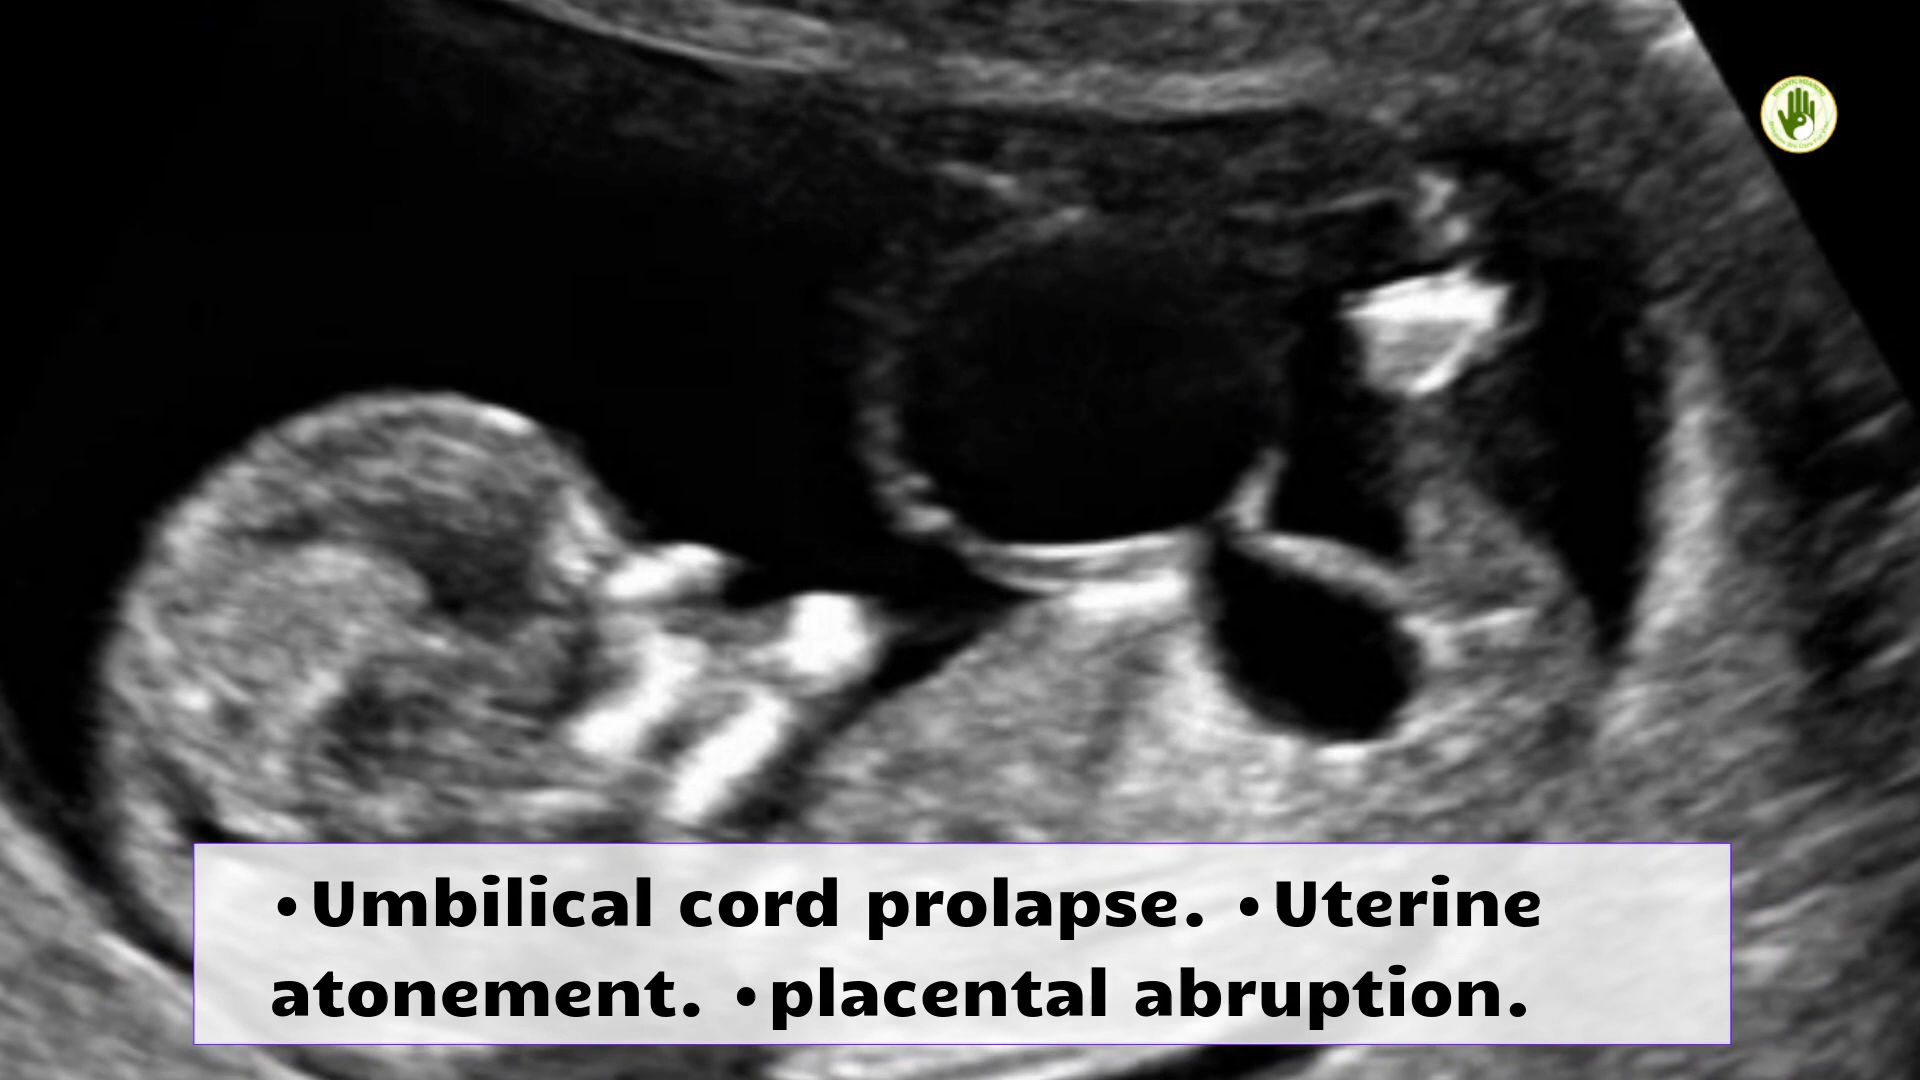 •Umbilical cord prolapse. •Uterine
atonement. •placental abruption.